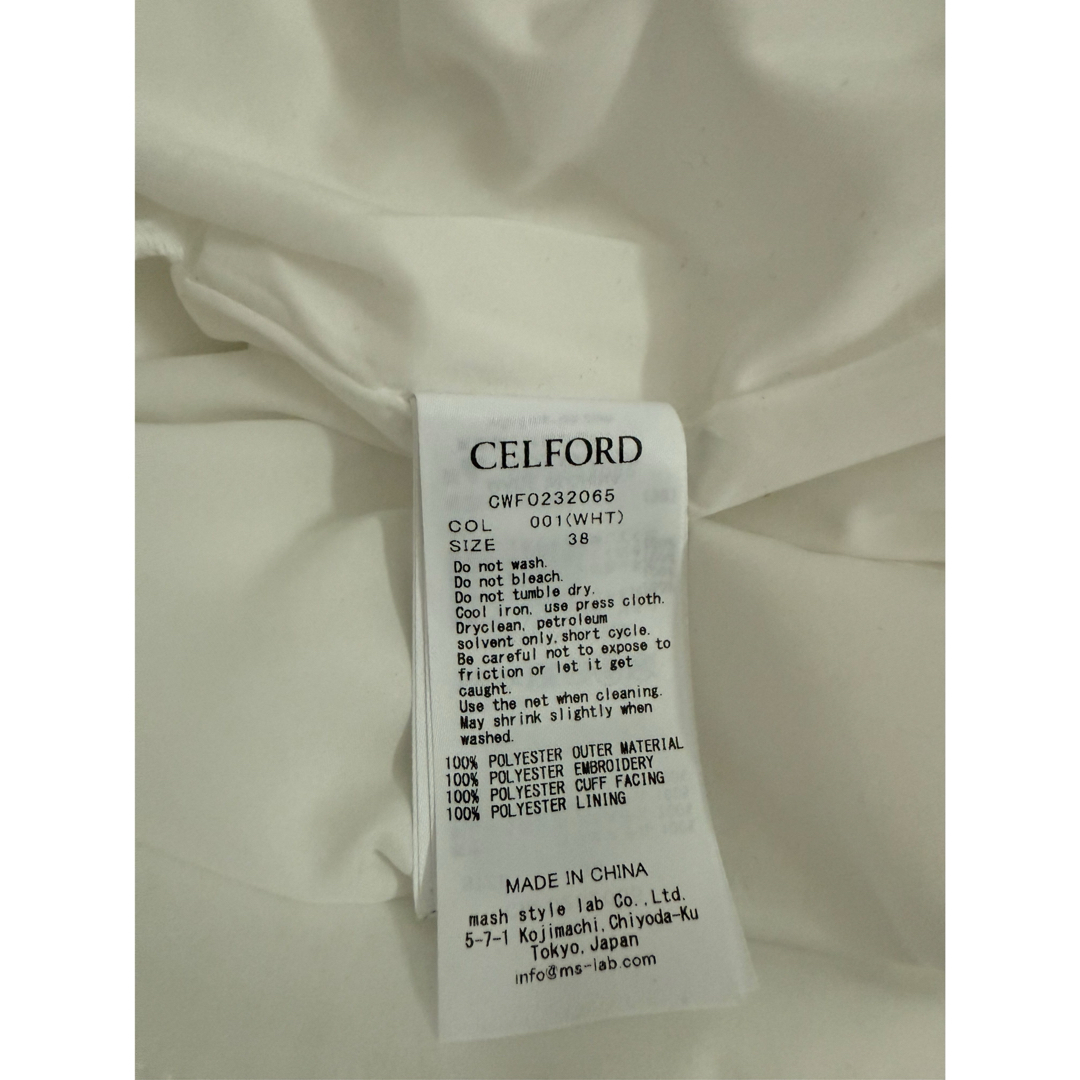 CELFORD
CWFO232065
COL 001(WHT)
SIZE 38
Do not wash.
Do not bleach.
Do not tumble dry.
Cool iron, use press cloth.
Dryclean, petroleum
solvent only,short cycle.
Be careful not to expose to
friction or let it get
caught.
Use the net when cleaning.
May shrink slightly when
washed.
100% POLYESTER OUTER MATERIAL
100% POLYESTER EMBROIDERY
100% POLYESTER CUFF FACING
100% POLYESTER LINING
MADE IN CHINA
mash style lab Co.,Ltd.
5-7-1 Kojimachi,Chiyoda-Ku
Tokyo,Japan
info@ms-lab.com